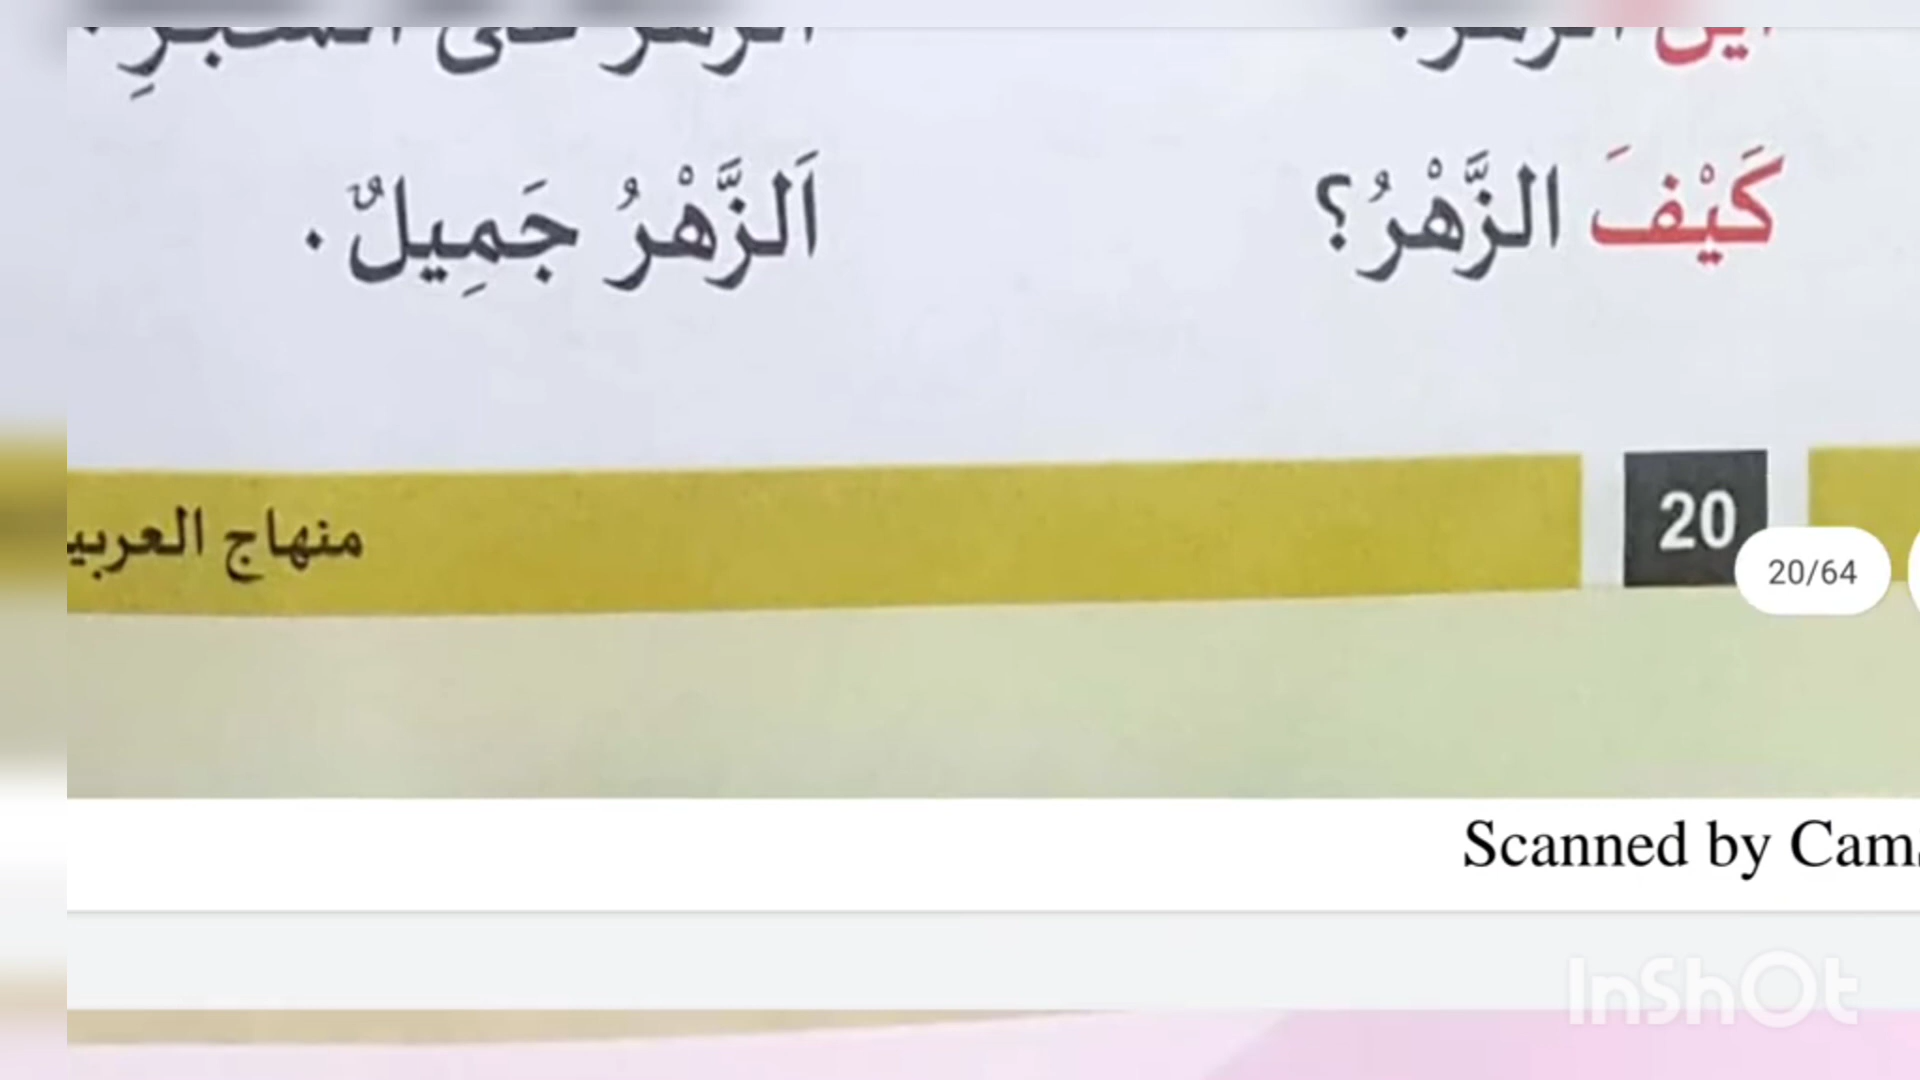 كَيْفَ الزَّهْرُ؟ اَلزَّهْرُ جَمِيلٌ.
20
منهاج العربي
20/64
Scanned by Cam
InShOt